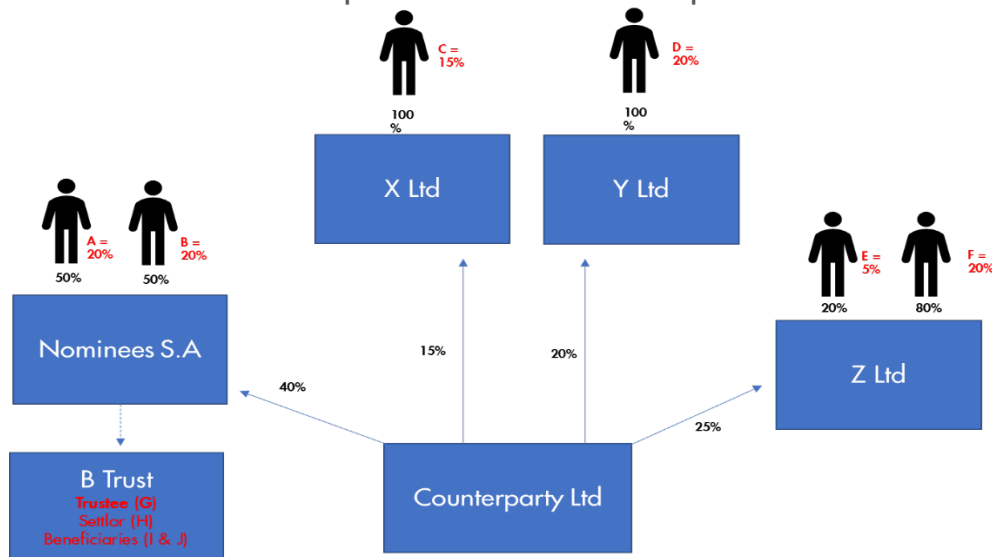 C =
15%
D =
20%
100
%
100
%
X Ltd
Y Ltd
A =
20%
B =
20%
50%
50%
E =
5%
F =
20%
20%
80%
Nominees S.A
Z Ltd
15%
20%
40%
25%
B Trust
Trustee (G)
Settlor (H)
Beneficiaries (I & J)
Counterparty Ltd